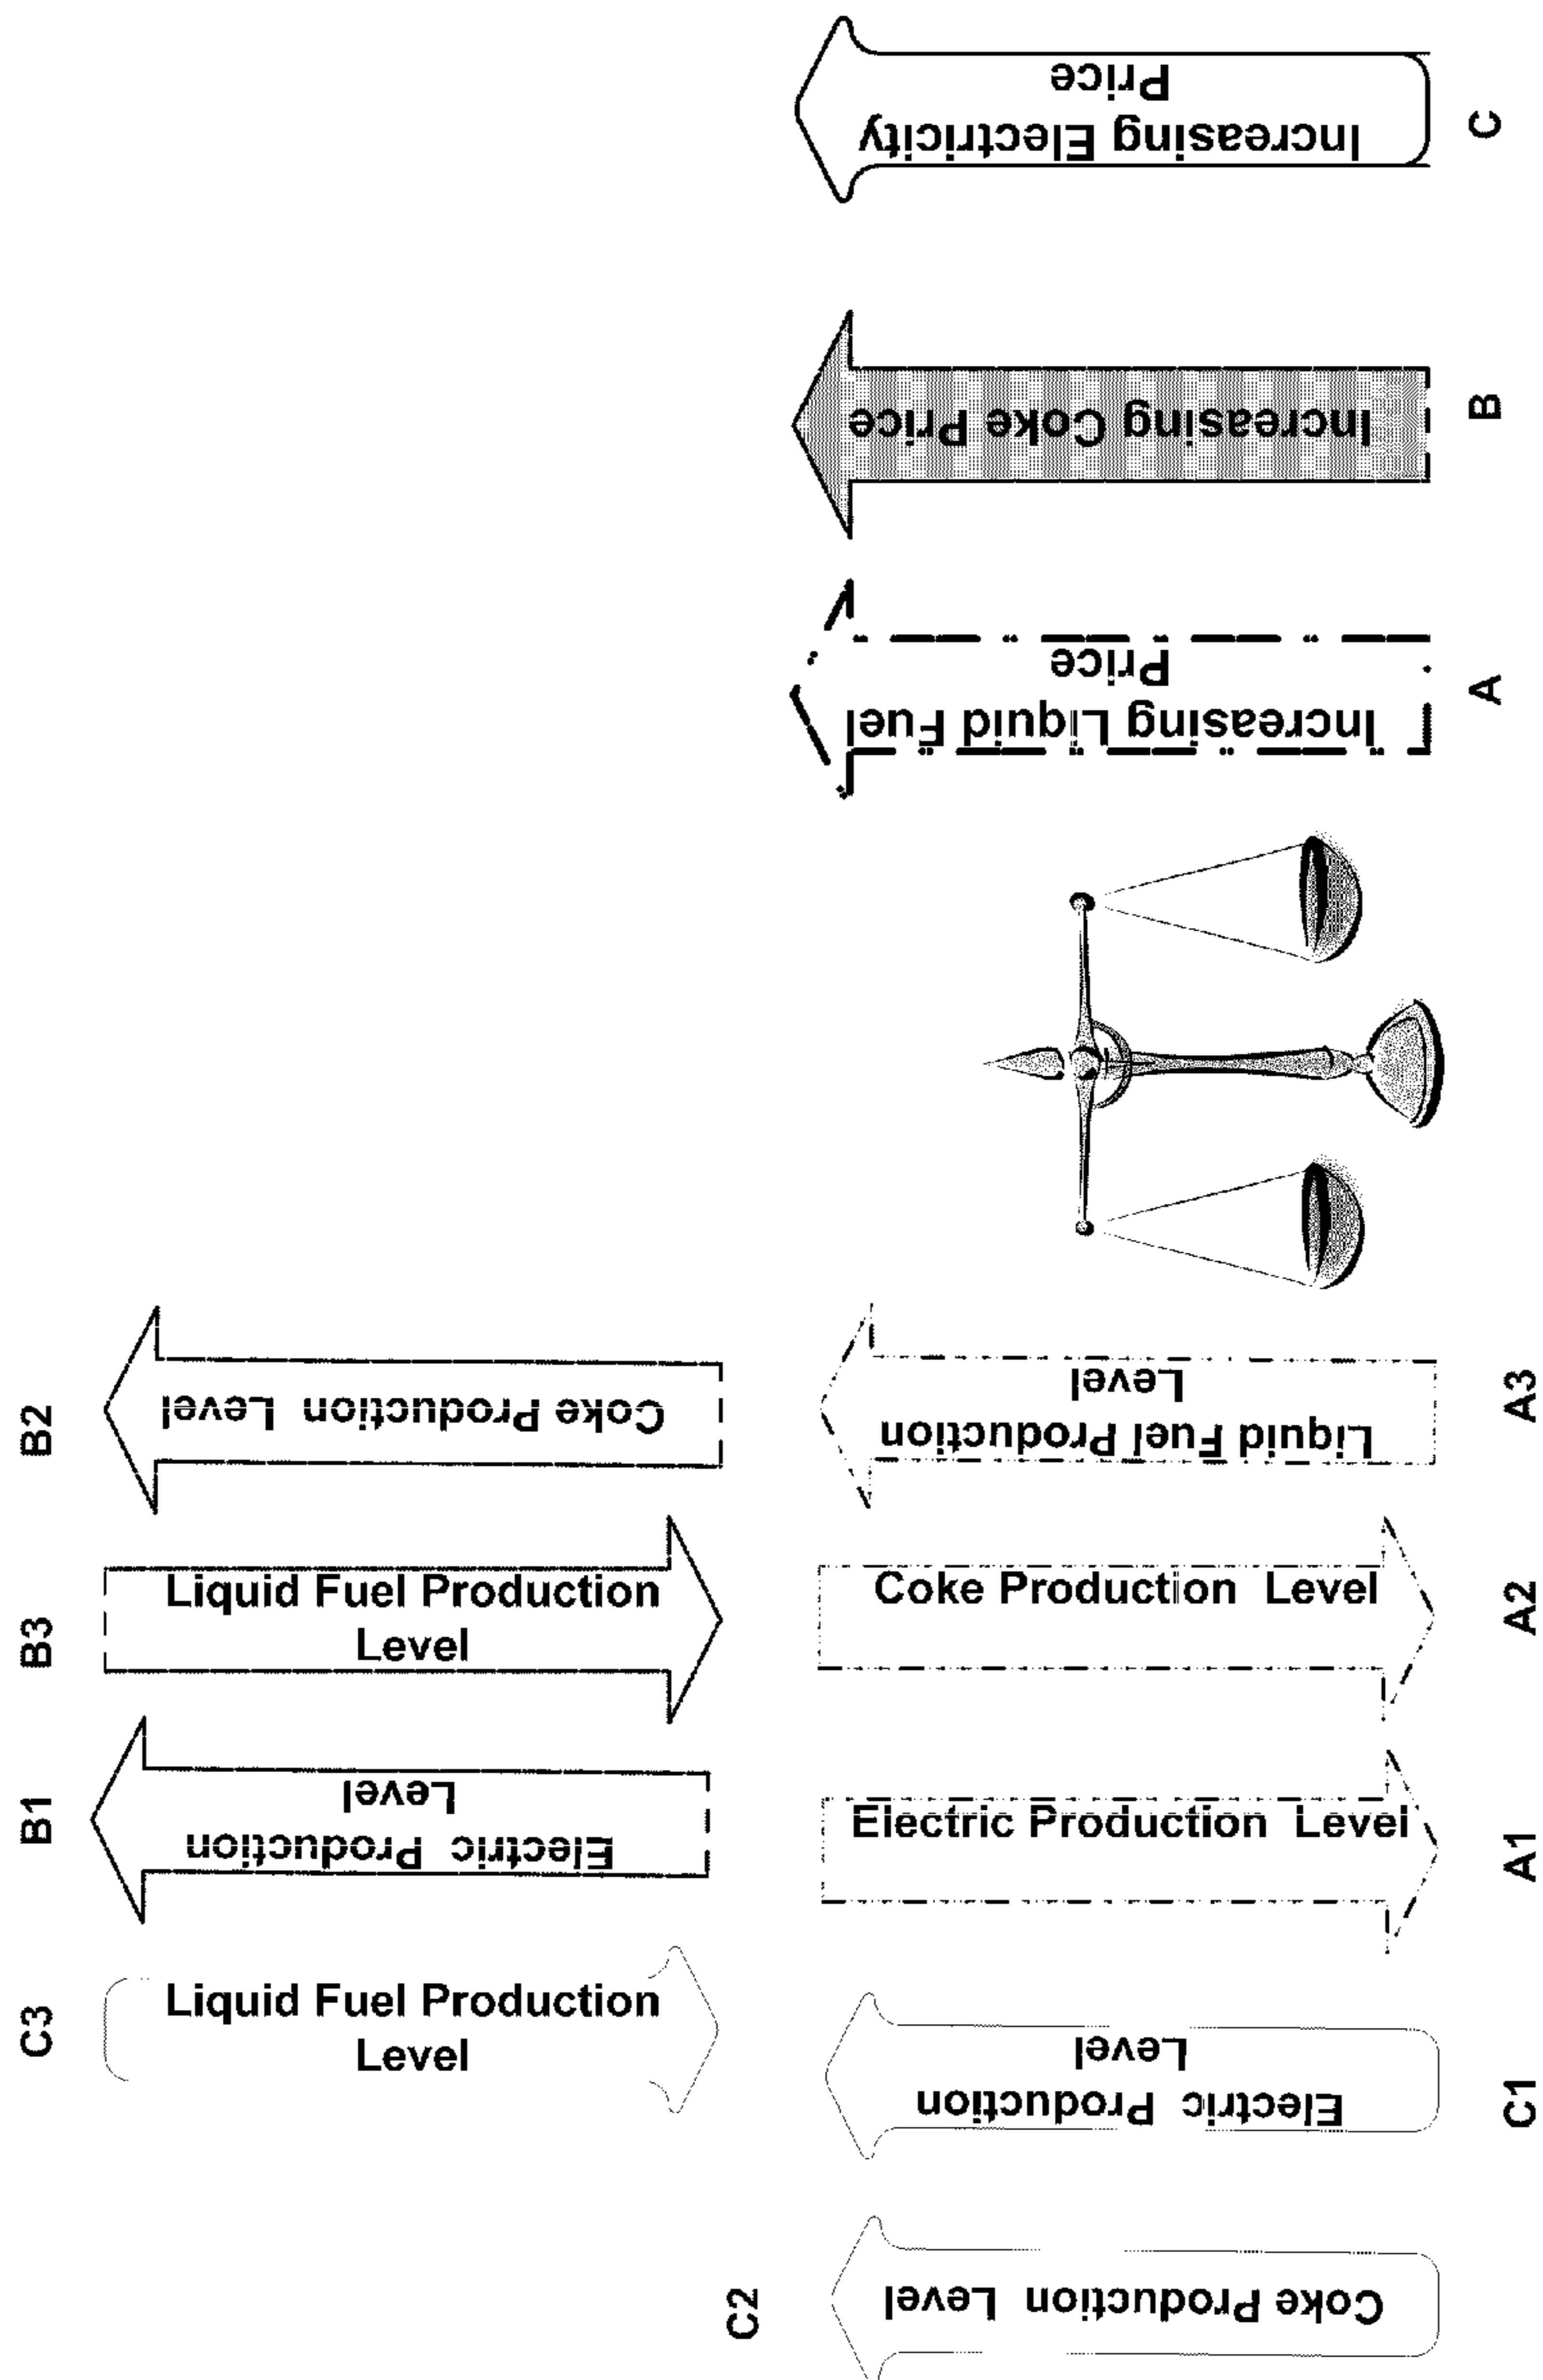 Increasing Electricity
Price
C
Increasing Coke Price
B
Increasing Liquid Fuel
Price
A
B2
Coke Production Level
Liquid Fuel Production
Level
A3
B3
Liquid Fuel Production
Level
Coke Production Level
A2
B1
Electric Production
Level
Electric Production Level
A1
C3
Liquid Fuel Production
Level
Electric Production
Level
C1
C2
Coke Production Level